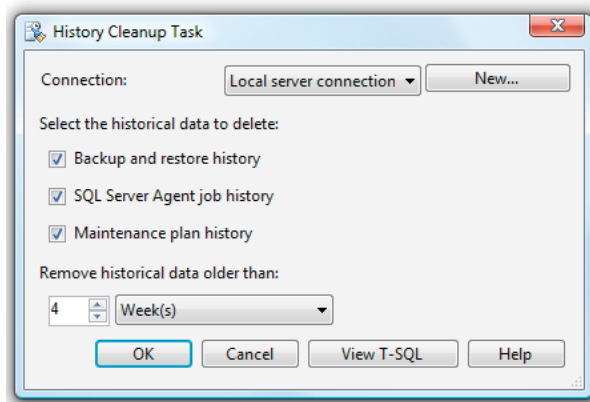 History Cleanup Task
Connection: Local server connection New...
Select the historical data to delete:
Backup and restore history
SQL Server Agent job history
Maintenance plan history
Remove historical data older than:
4 Week(s)
OK Cancel View T-SQL Help